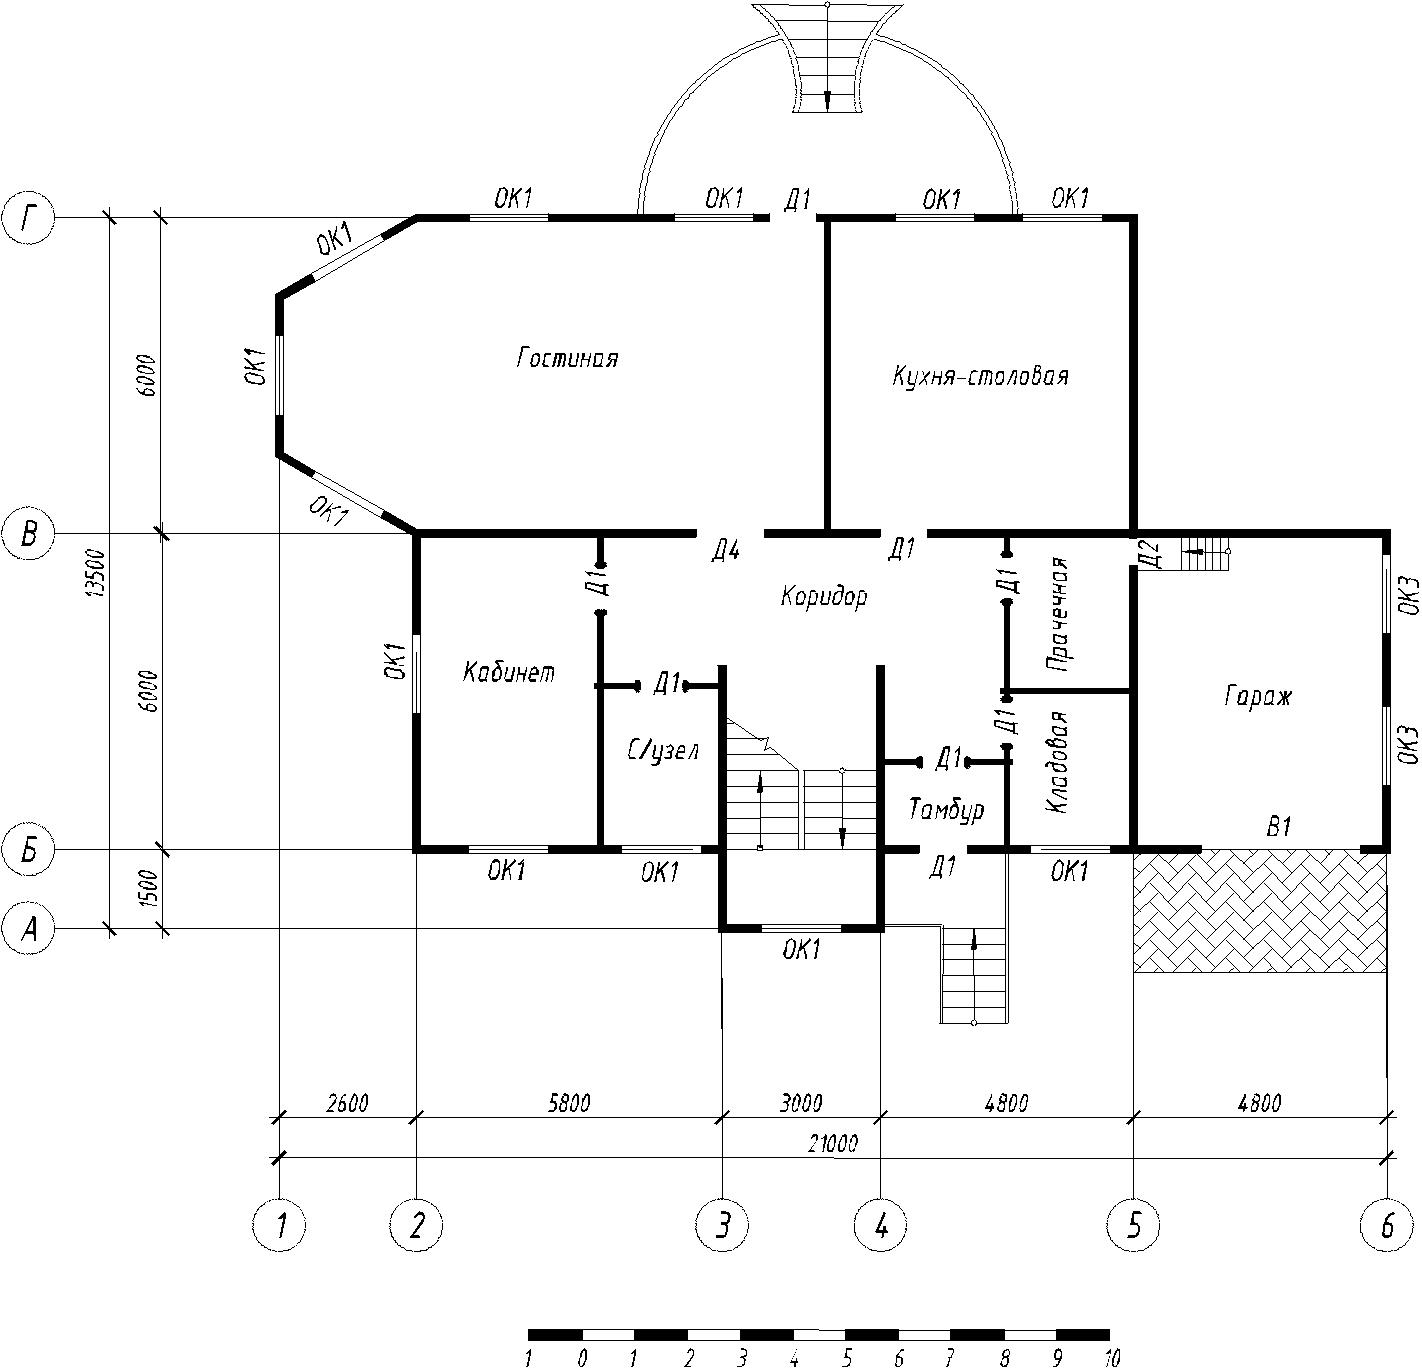 ОК1 ОК1 Д1 ОК1 ОК1
Г
ОК1
ОК1
Гостиная
Кухня-столовая
6000
ОК1
В
Д4 Д1 Д2
13500
Д1
Коридор
Д1
Прачечная
ОК3
ОК1
Кабинет
Д1
6000
Гараж
С/узел
Д1
Д1
Кладовая
ОК3
Тамбур
В1
Б
ОК1 ОК1 Д1 ОК1
1500
А
ОК1
2600 5800 3000 4800 4800
21000
1 2 3 4 5 6
1 0 1 2 3 4 5 6 7 8 9 10